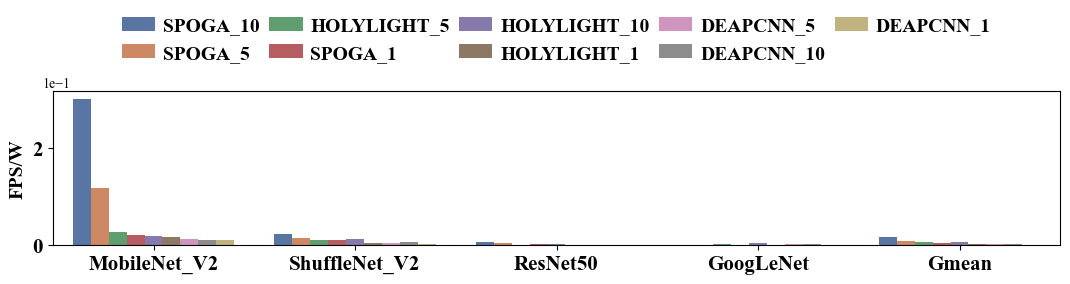 SPOGA_10 HOLYLIGHT_5 HOLYLIGHT_10 DEAPCNN_5 DEAPCNN_1
SPOGA_5 SPOGA_1 HOLYLIGHT_1 DEAPCNN_10
1e−1
FPS/W
2
0
MobileNet_V2 ShuffleNet_V2 ResNet50 GoogLeNet Gmean